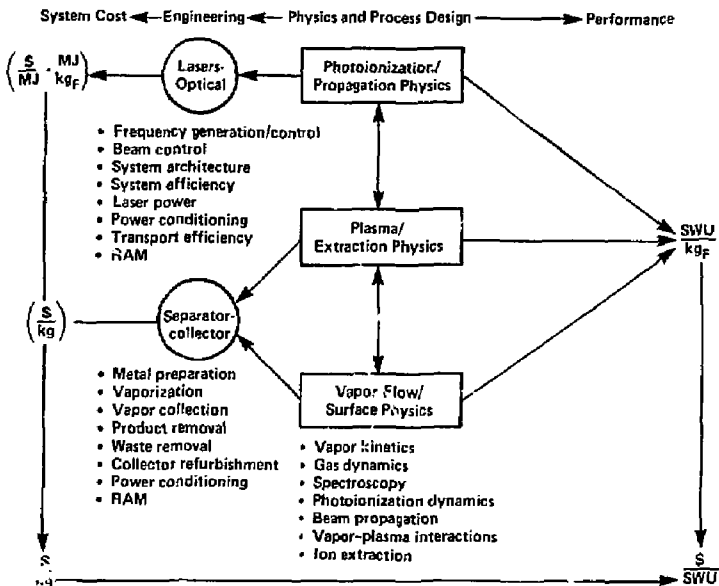 System Cost Engineering Physics and Process Design Performance
( S/MJ · MJ/kgF )
Lasers-
Optical
Photoionization/
Propagation Physics
• Frequency generation/control
• Beam control
• System architecture
• System efficiency
• Laser power
• Power conditioning
• Transport efficiency
• RAM
Plasma/
Extraction Physics
SWU
kgF
( S/kg )
Separator-
collector
• Metal preparation
• Vaporization
• Vapor collection
• Product removal
• Waste removal
• Collector refurbishment
• Power conditioning
• RAM
Vapor Flow/
Surface Physics
• Vapor kinetics
• Gas dynamics
• Spectroscopy
• Photoionization dynamics
• Beam propagation
• Vapor-plasma interactions
• Ion extraction
S
kg
S
SWU